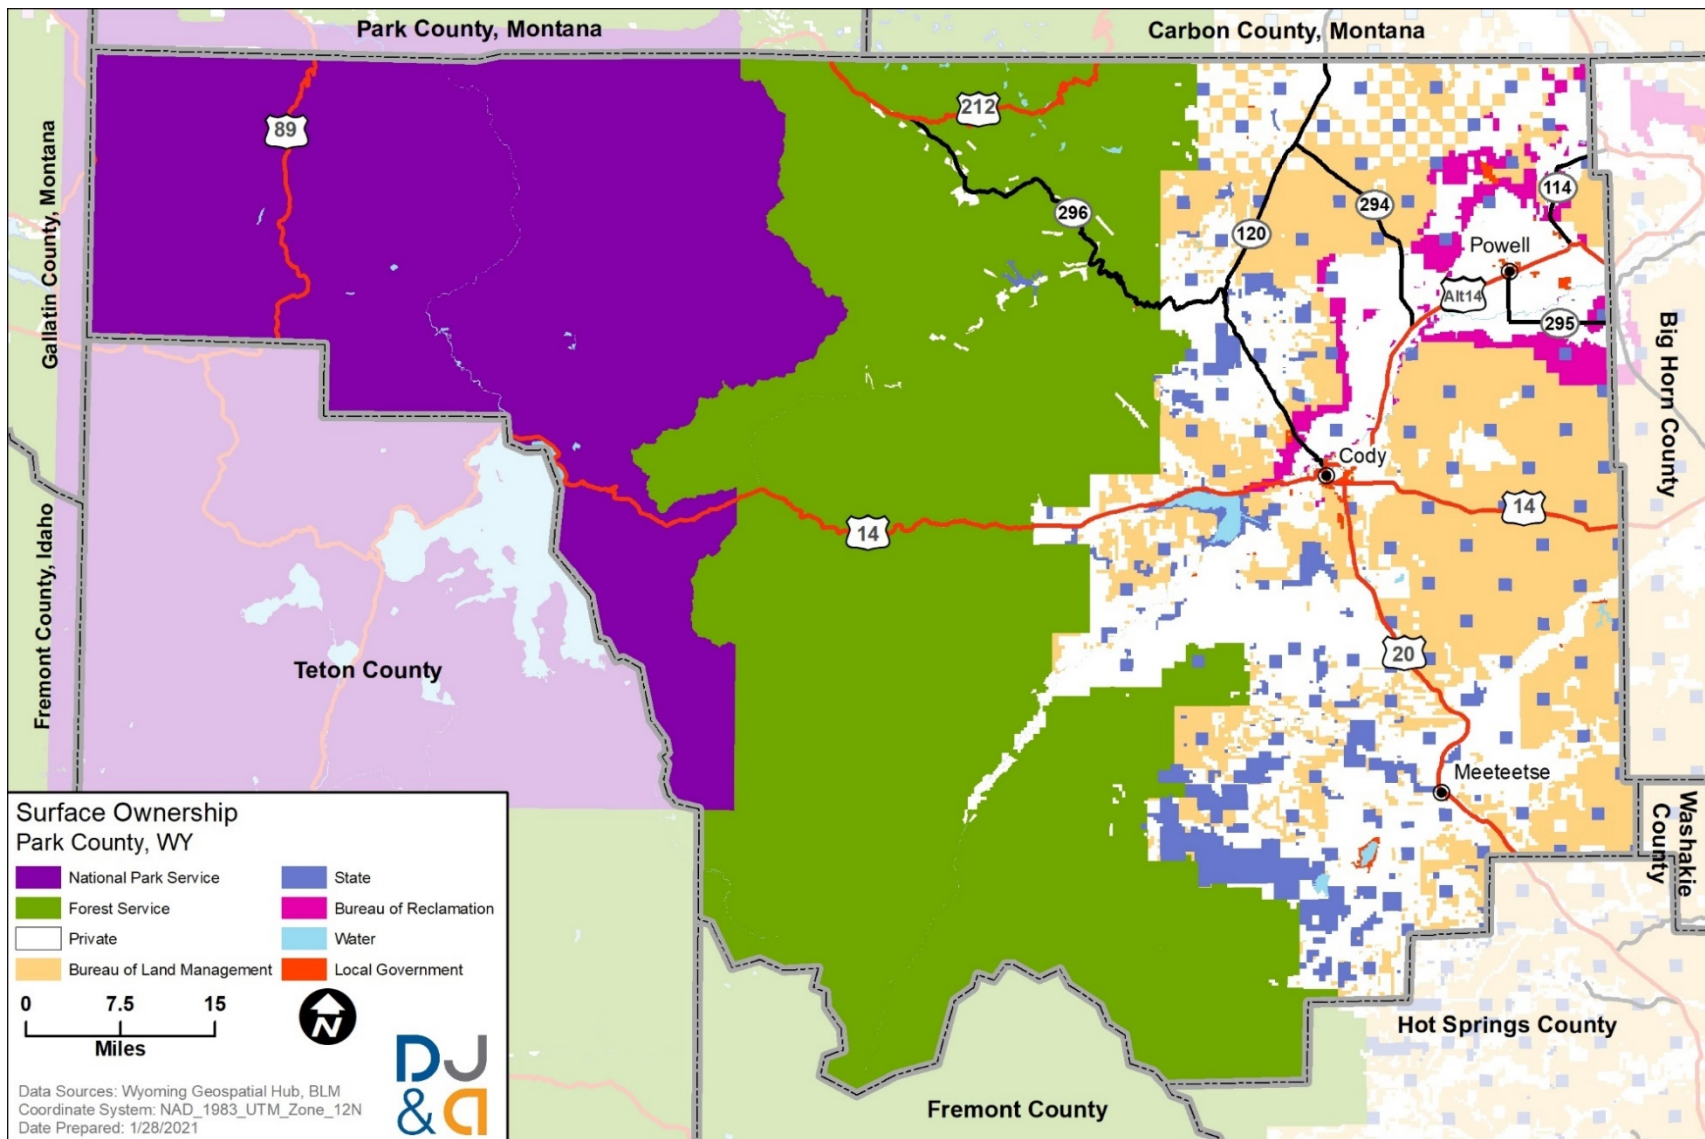 Park County, Montana
Carbon County, Montana
Gallatin County, Montana
Fremont County, Idaho
Big Horn County
Washakie
County
Teton County
Hot Springs County
Fremont County
89
212
296
120
294
114
Powell
Alt14
295
Cody
14
14
20
Meeteetse
Surface Ownership
Park County, WY
National Park Service
Forest Service
Private
Bureau of Land Management
State
Bureau of Reclamation
Water
Local Government
0 7.5 15
Miles
N
DJ
&a
Data Sources: Wyoming Geospatial Hub, BLM
Coordinate System: NAD_1983_UTM_Zone_12N
Date Prepared: 1/28/2021